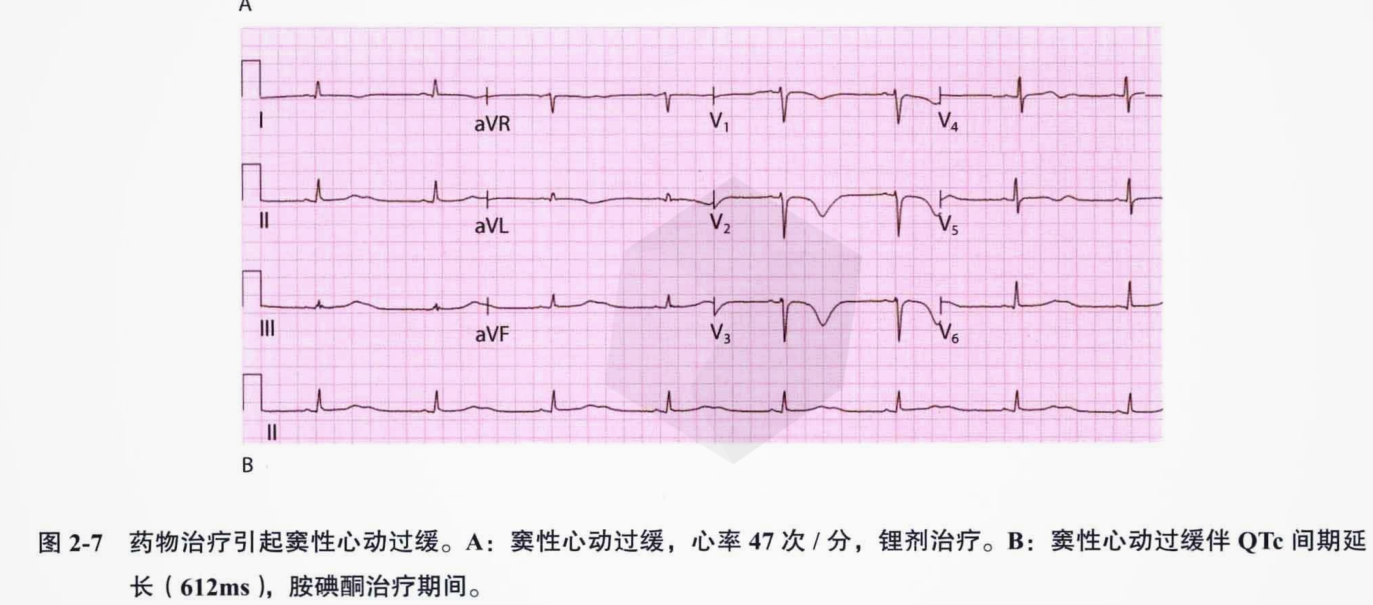 A
I
aVR
V₁
V₄
II
aVL
V₂
V₅
III
aVF
V₃
V₆
II
B
图 2-7 药物治疗引起窦性心动过缓。A：窦性心动过缓，心率 47 次 / 分，锂剂治疗。B：窦性心动过缓伴 QTc 间期延
长（612ms），胺碘酮治疗期间。